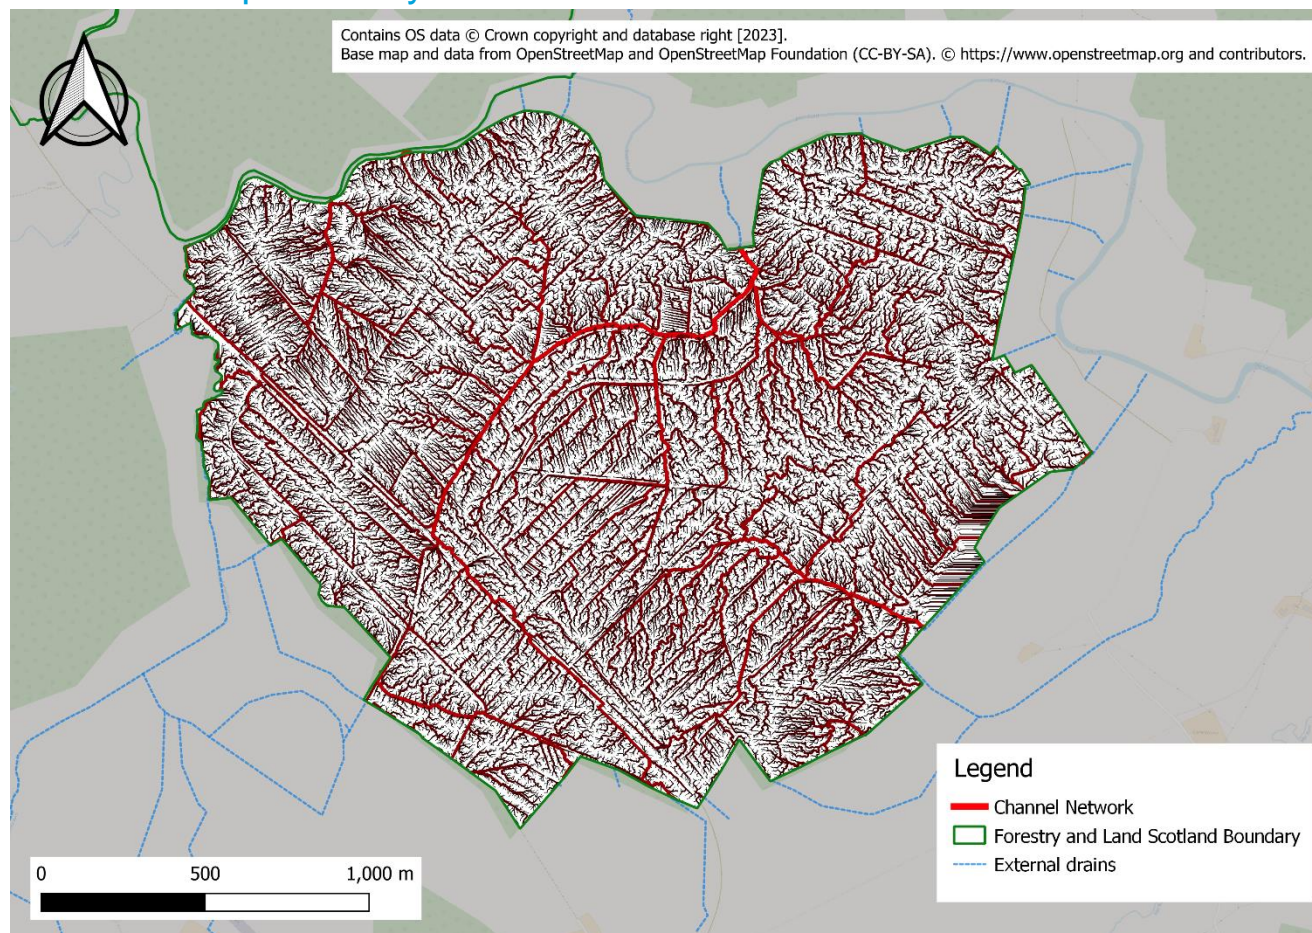 Contains OS data © Crown copyright and database right [2023].
Base map and data from OpenStreetMap and OpenStreetMap Foundation (CC-BY-SA). © https://www.openstreetmap.org and contributors.
Legend
Channel Network
Forestry and Land Scotland Boundary
External drains
0 500 1,000 m